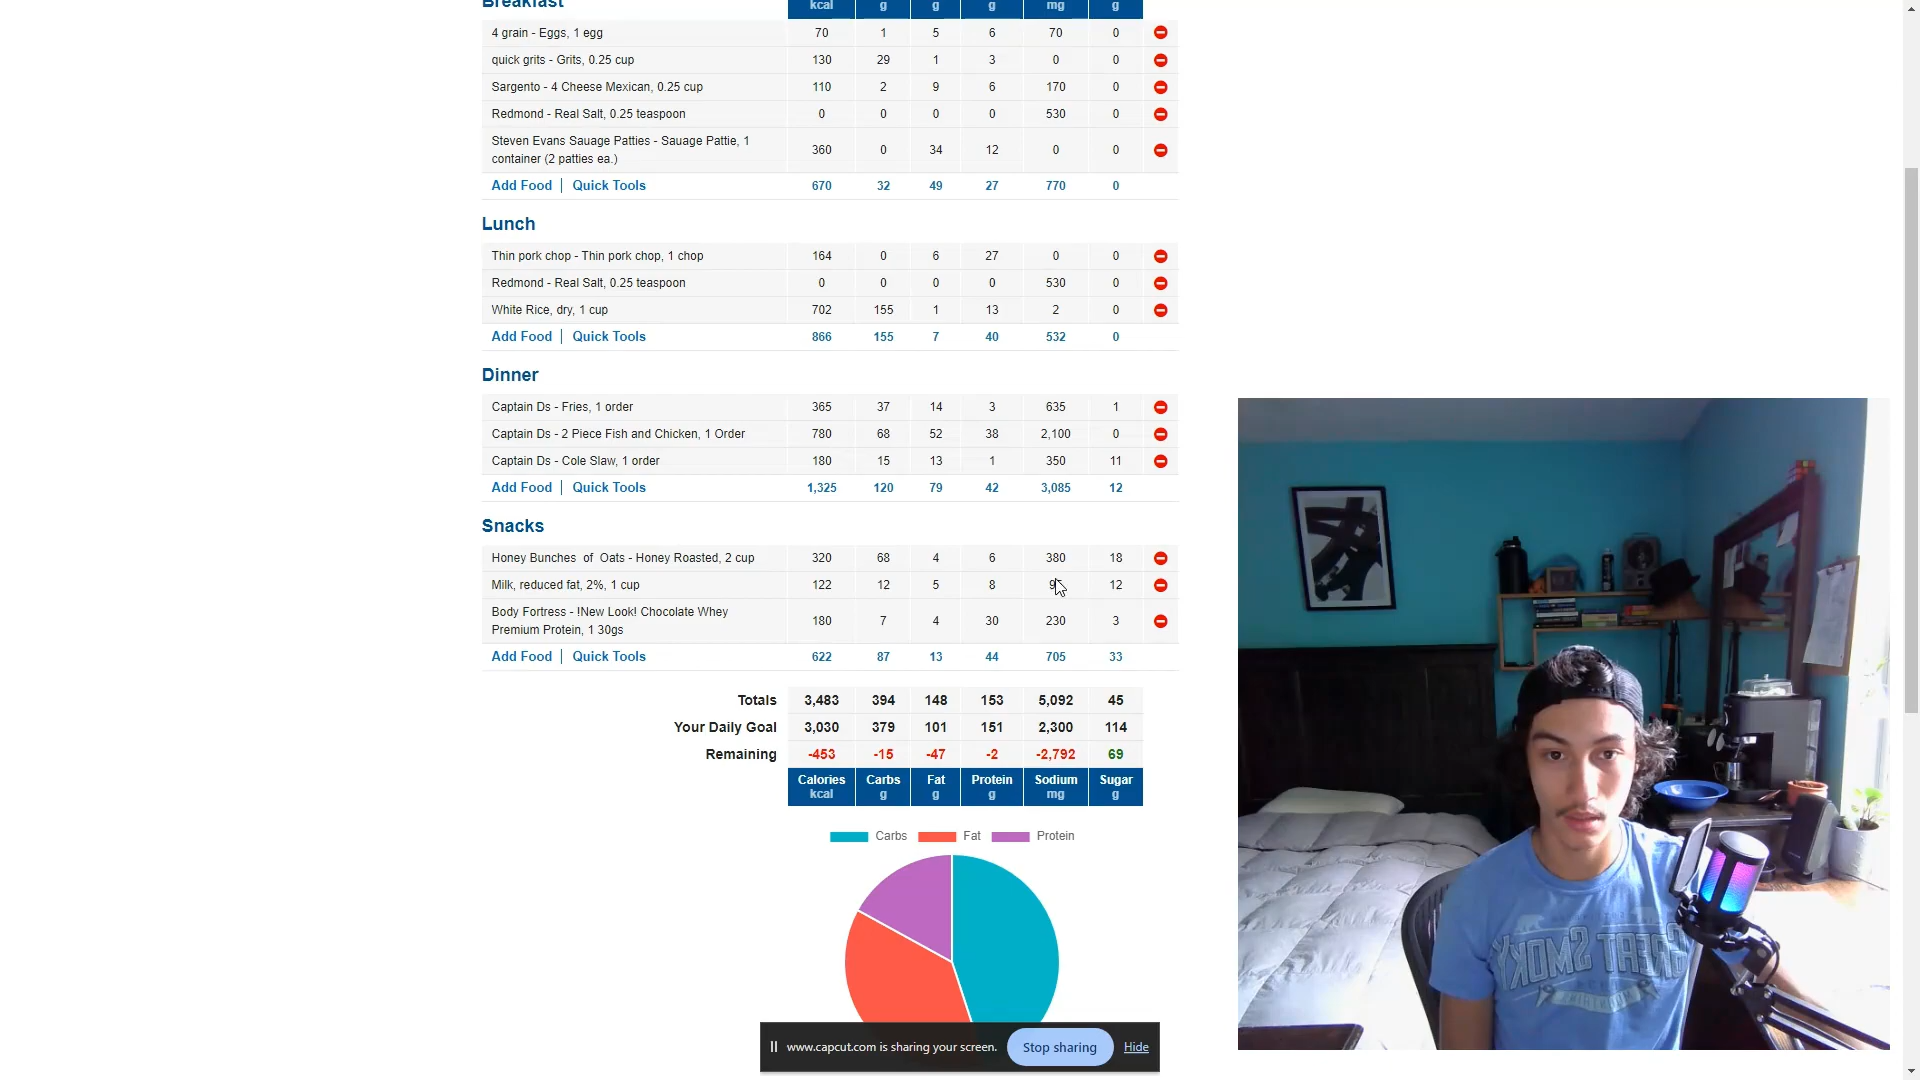 Breakfast
kcal g g g mg g
4 grain - Eggs, 1 egg 70 1 5 6 70 0
quick grits - Grits, 0.25 cup 130 29 1 3 0 0
Sargento - 4 Cheese Mexican, 0.25 cup 110 2 9 6 170 0
Redmond - Real Salt, 0.25 teaspoon 0 0 0 0 530 0
Steven Evans Sauage Patties - Sauage Pattie, 1
container (2 patties ea.) 360 0 34 12 0 0
Add Food | Quick Tools 670 32 49 27 770 0
Lunch
Thin pork chop - Thin pork chop, 1 chop 164 0 6 27 0 0
Redmond - Real Salt, 0.25 teaspoon 0 0 0 0 530 0
White Rice, dry, 1 cup 702 155 1 13 2 0
Add Food | Quick Tools 866 155 7 40 532 0
Dinner
Captain Ds - Fries, 1 order 365 37 14 3 635 1
Captain Ds - 2 Piece Fish and Chicken, 1 Order 780 68 52 38 2,100 0
Captain Ds - Cole Slaw, 1 order 180 15 13 1 350 11
Add Food | Quick Tools 1,325 120 79 42 3,085 12
Snacks
Honey Bunches of Oats - Honey Roasted, 2 cup 320 68 4 6 380 18
Milk, reduced fat, 2%, 1 cup 122 12 5 8 12
Body Fortress - !New Look! Chocolate Whey
Premium Protein, 1 30gs 180 7 4 30 230 3
Add Food | Quick Tools 622 87 13 44 705 33
Totals 3,483 394 148 153 5,092 45
Your Daily Goal 3,030 379 101 151 2,300 114
Remaining -453 -15 -47 -2 -2,792 69
Calories Carbs Fat Protein Sodium Sugar
kcal g g g mg g
Carbs Fat Protein
www.capcut.com is sharing your screen. Stop sharing Hide
GREAT SMOKY